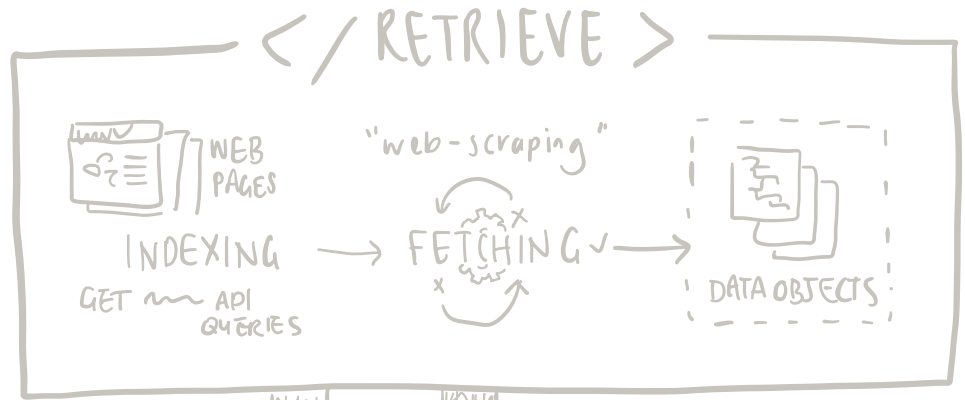 </ RETRIEVE >
WEB
PAGES
"web-scraping"
INDEXING
FETCHING
GET
API
QUERIES
DATA OBJECTS